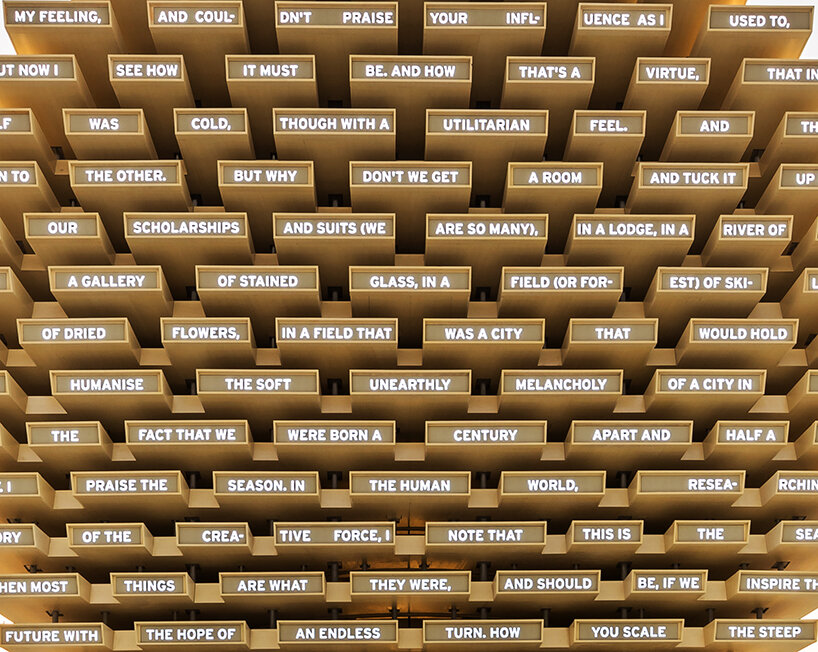 MY FEELING, AND COUL- DN'T PRAISE YOUR INFL- UENCE AS I USED TO,
UT NOW I SEE HOW IT MUST BE. AND HOW THAT'S A VIRTUE, THAT IN
LF WAS COLD, THOUGH WITH A UTILITARIAN FEEL. AND TH
N TO THE OTHER. BUT WHY DON'T WE GET A ROOM AND TUCK IT UP
OUR SCHOLARSHIPS AND SUITS (WE ARE SO MANY), IN A LODGE, IN A RIVER OF
A GALLERY OF STAINED GLASS, IN A FIELD (OR FOR- EST) OF SKI-
OF DRIED FLOWERS, IN A FIELD THAT WAS A CITY THAT WOULD HOLD
HUMANISE THE SOFT UNEARTHLY MELANCHOLY OF A CITY IN
THE FACT THAT WE WERE BORN A CENTURY APART AND HALF A
I PRAISE THE SEASON. IN THE HUMAN WORLD, RESEA- RCHIN
ORY OF THE CREA- TIVE FORCE, I NOTE THAT THIS IS THE SEA
HEN MOST THINGS ARE WHAT THEY WERE, AND SHOULD BE, IF WE INSPIRE TH
FUTURE WITH THE HOPE OF AN ENDLESS TURN. HOW YOU SCALE THE STEEP